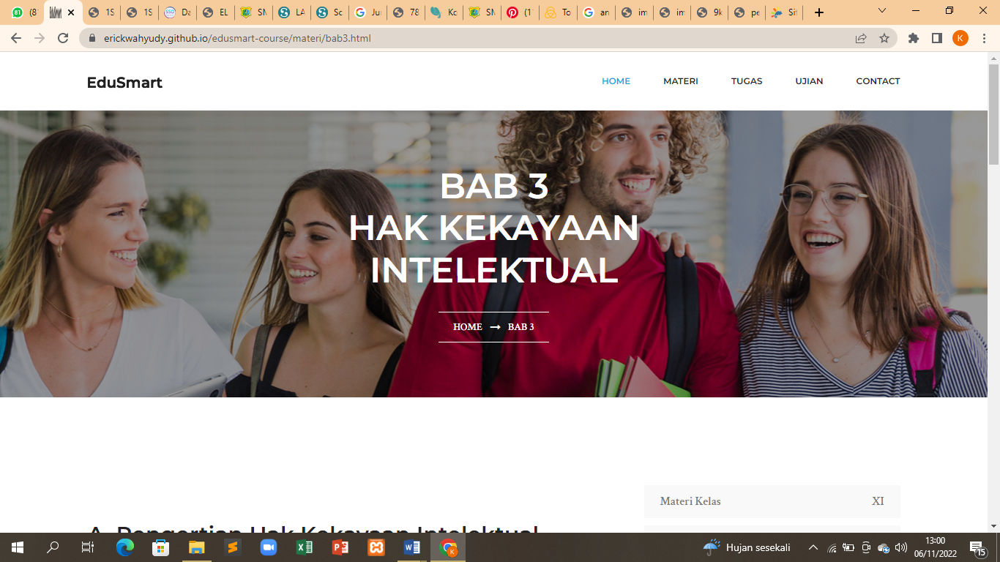 (8
1S
1S
Da
EL
SM
LA
Sc
Jui
78
Kc
SM
(1
To
an
im
im
9k
pe
Sit
erickwahyudy.github.io/edusmart-course/materi/bab3.html
K
EduSmart
HOME MATERI TUGAS UJIAN CONTACT
BAB 3
HAK KEKAYAAN
INTELEKTUAL
HOME → BAB 3
Materi Kelas XI
A. Pengertian Hak Kekayaan Intelektual
Hujan sesekali
13:00
06/11/2022
15